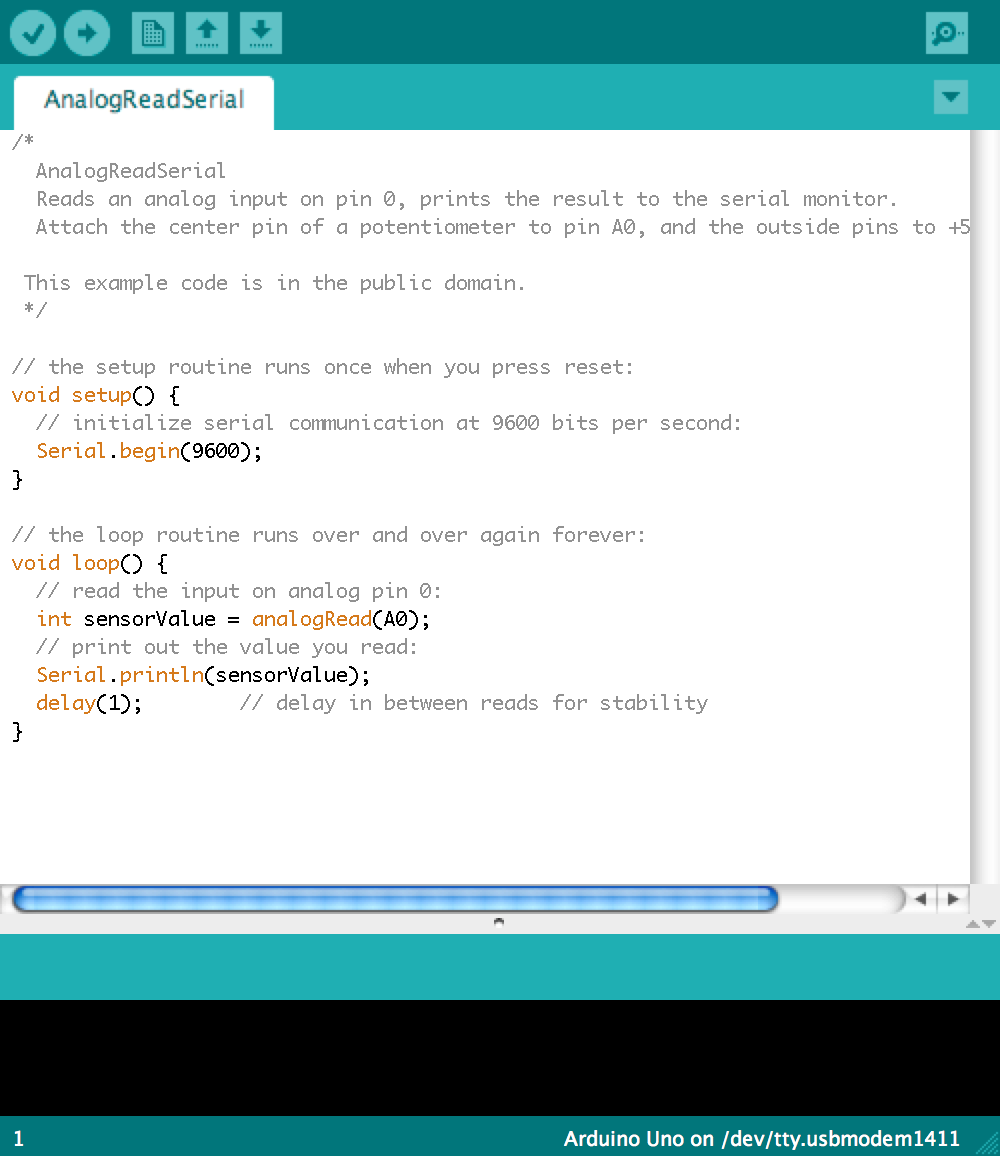 AnalogReadSerial
/*
  AnalogReadSerial
  Reads an analog input on pin 0, prints the result to the serial monitor.
  Attach the center pin of a potentiometer to pin A0, and the outside pins to +5

 This example code is in the public domain.
 */

// the setup routine runs once when you press reset:
void setup() {
  // initialize serial communication at 9600 bits per second:
  Serial.begin(9600);
}

// the loop routine runs over and over again forever:
void loop() {
  // read the input on analog pin 0:
  int sensorValue = analogRead(A0);
  // print out the value you read:
  Serial.println(sensorValue);
  delay(1);        // delay in between reads for stability
}
1
Arduino Uno on /dev/tty.usbmodem1411